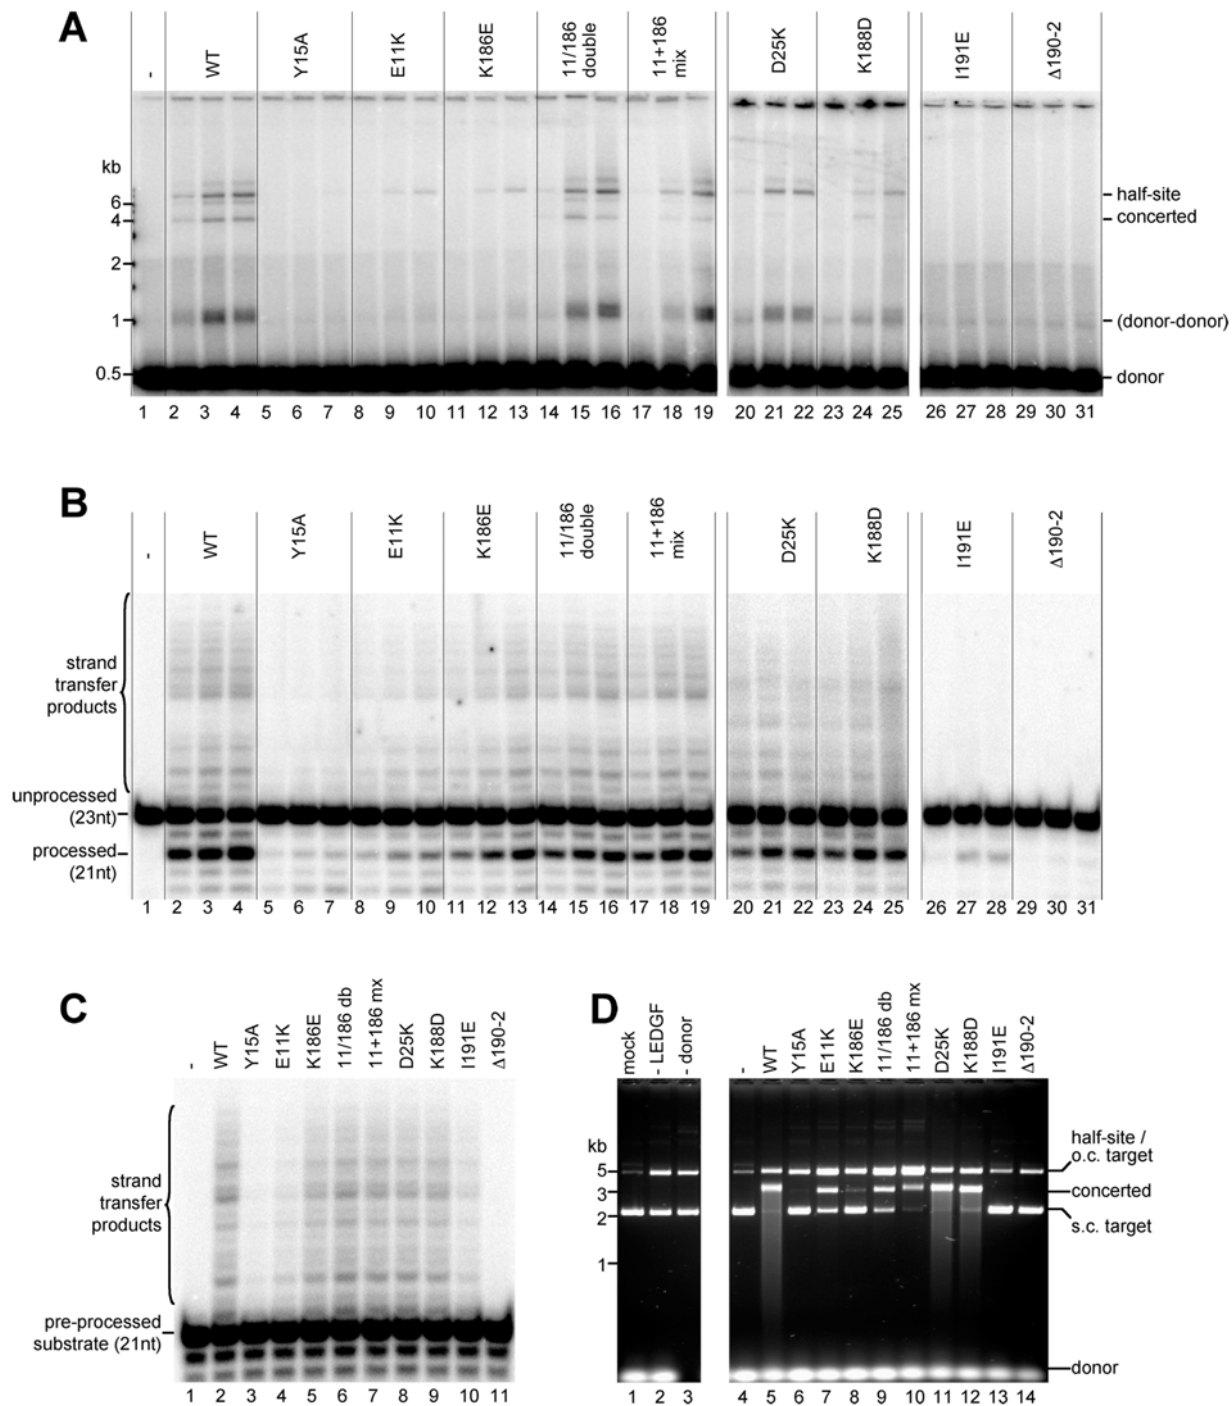 A
-
WT
Y15A
E11K
K186E
11/186
double
11+186
mix
D25K
K188D
I191E
Δ190-2
kb
6
4
2
1
0.5
half-site
concerted
(donor-donor)
donor
1 2 3 4 5 6 7 8 9 10 11 12 13 14 15 16 17 18 19 20 21 22 23 24 25 26 27 28 29 30 31
B
-
WT
Y15A
E11K
K186E
11/186
double
11+186
mix
D25K
K188D
I191E
Δ190-2
strand
transfer
products
unprocessed
(23nt)
processed
(21nt)
1 2 3 4 5 6 7 8 9 10 11 12 13 14 15 16 17 18 19 20 21 22 23 24 25 26 27 28 29 30 31
C
-
WT
Y15A
E11K
K186E
11/186 db
11+186 mx
D25K
K188D
I191E
Δ190-2
strand
transfer
products
pre-processed
substrate (21nt)
1 2 3 4 5 6 7 8 9 10 11
D
mock
- LEDGF
- donor
-
WT
Y15A
E11K
K186E
11/186 db
11+186 mx
D25K
K188D
I191E
Δ190-2
kb
5
3
2
1
half-site /
o.c. target
concerted
s.c. target
donor
1 2 3 4 5 6 7 8 9 10 11 12 13 14